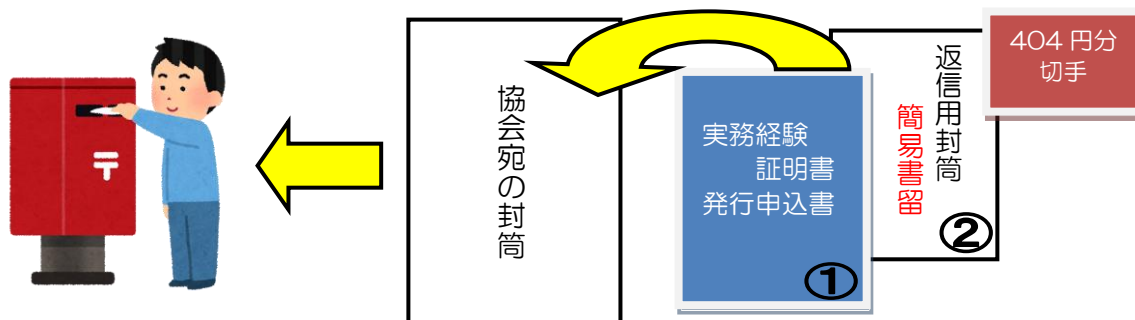 協会宛の封筒
実務経験
証明書
発行申込書
①
返信用封筒
簡易書留
②
404円分
切手
〒